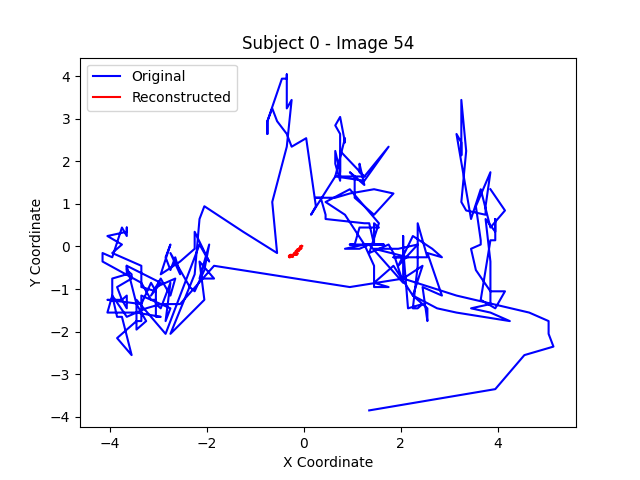 Subject 0 - Image 54
Original
Reconstructed
4
3
2
1
0
−1
−2
−3
−4
Y Coordinate
−4 −2 0 2 4
X Coordinate